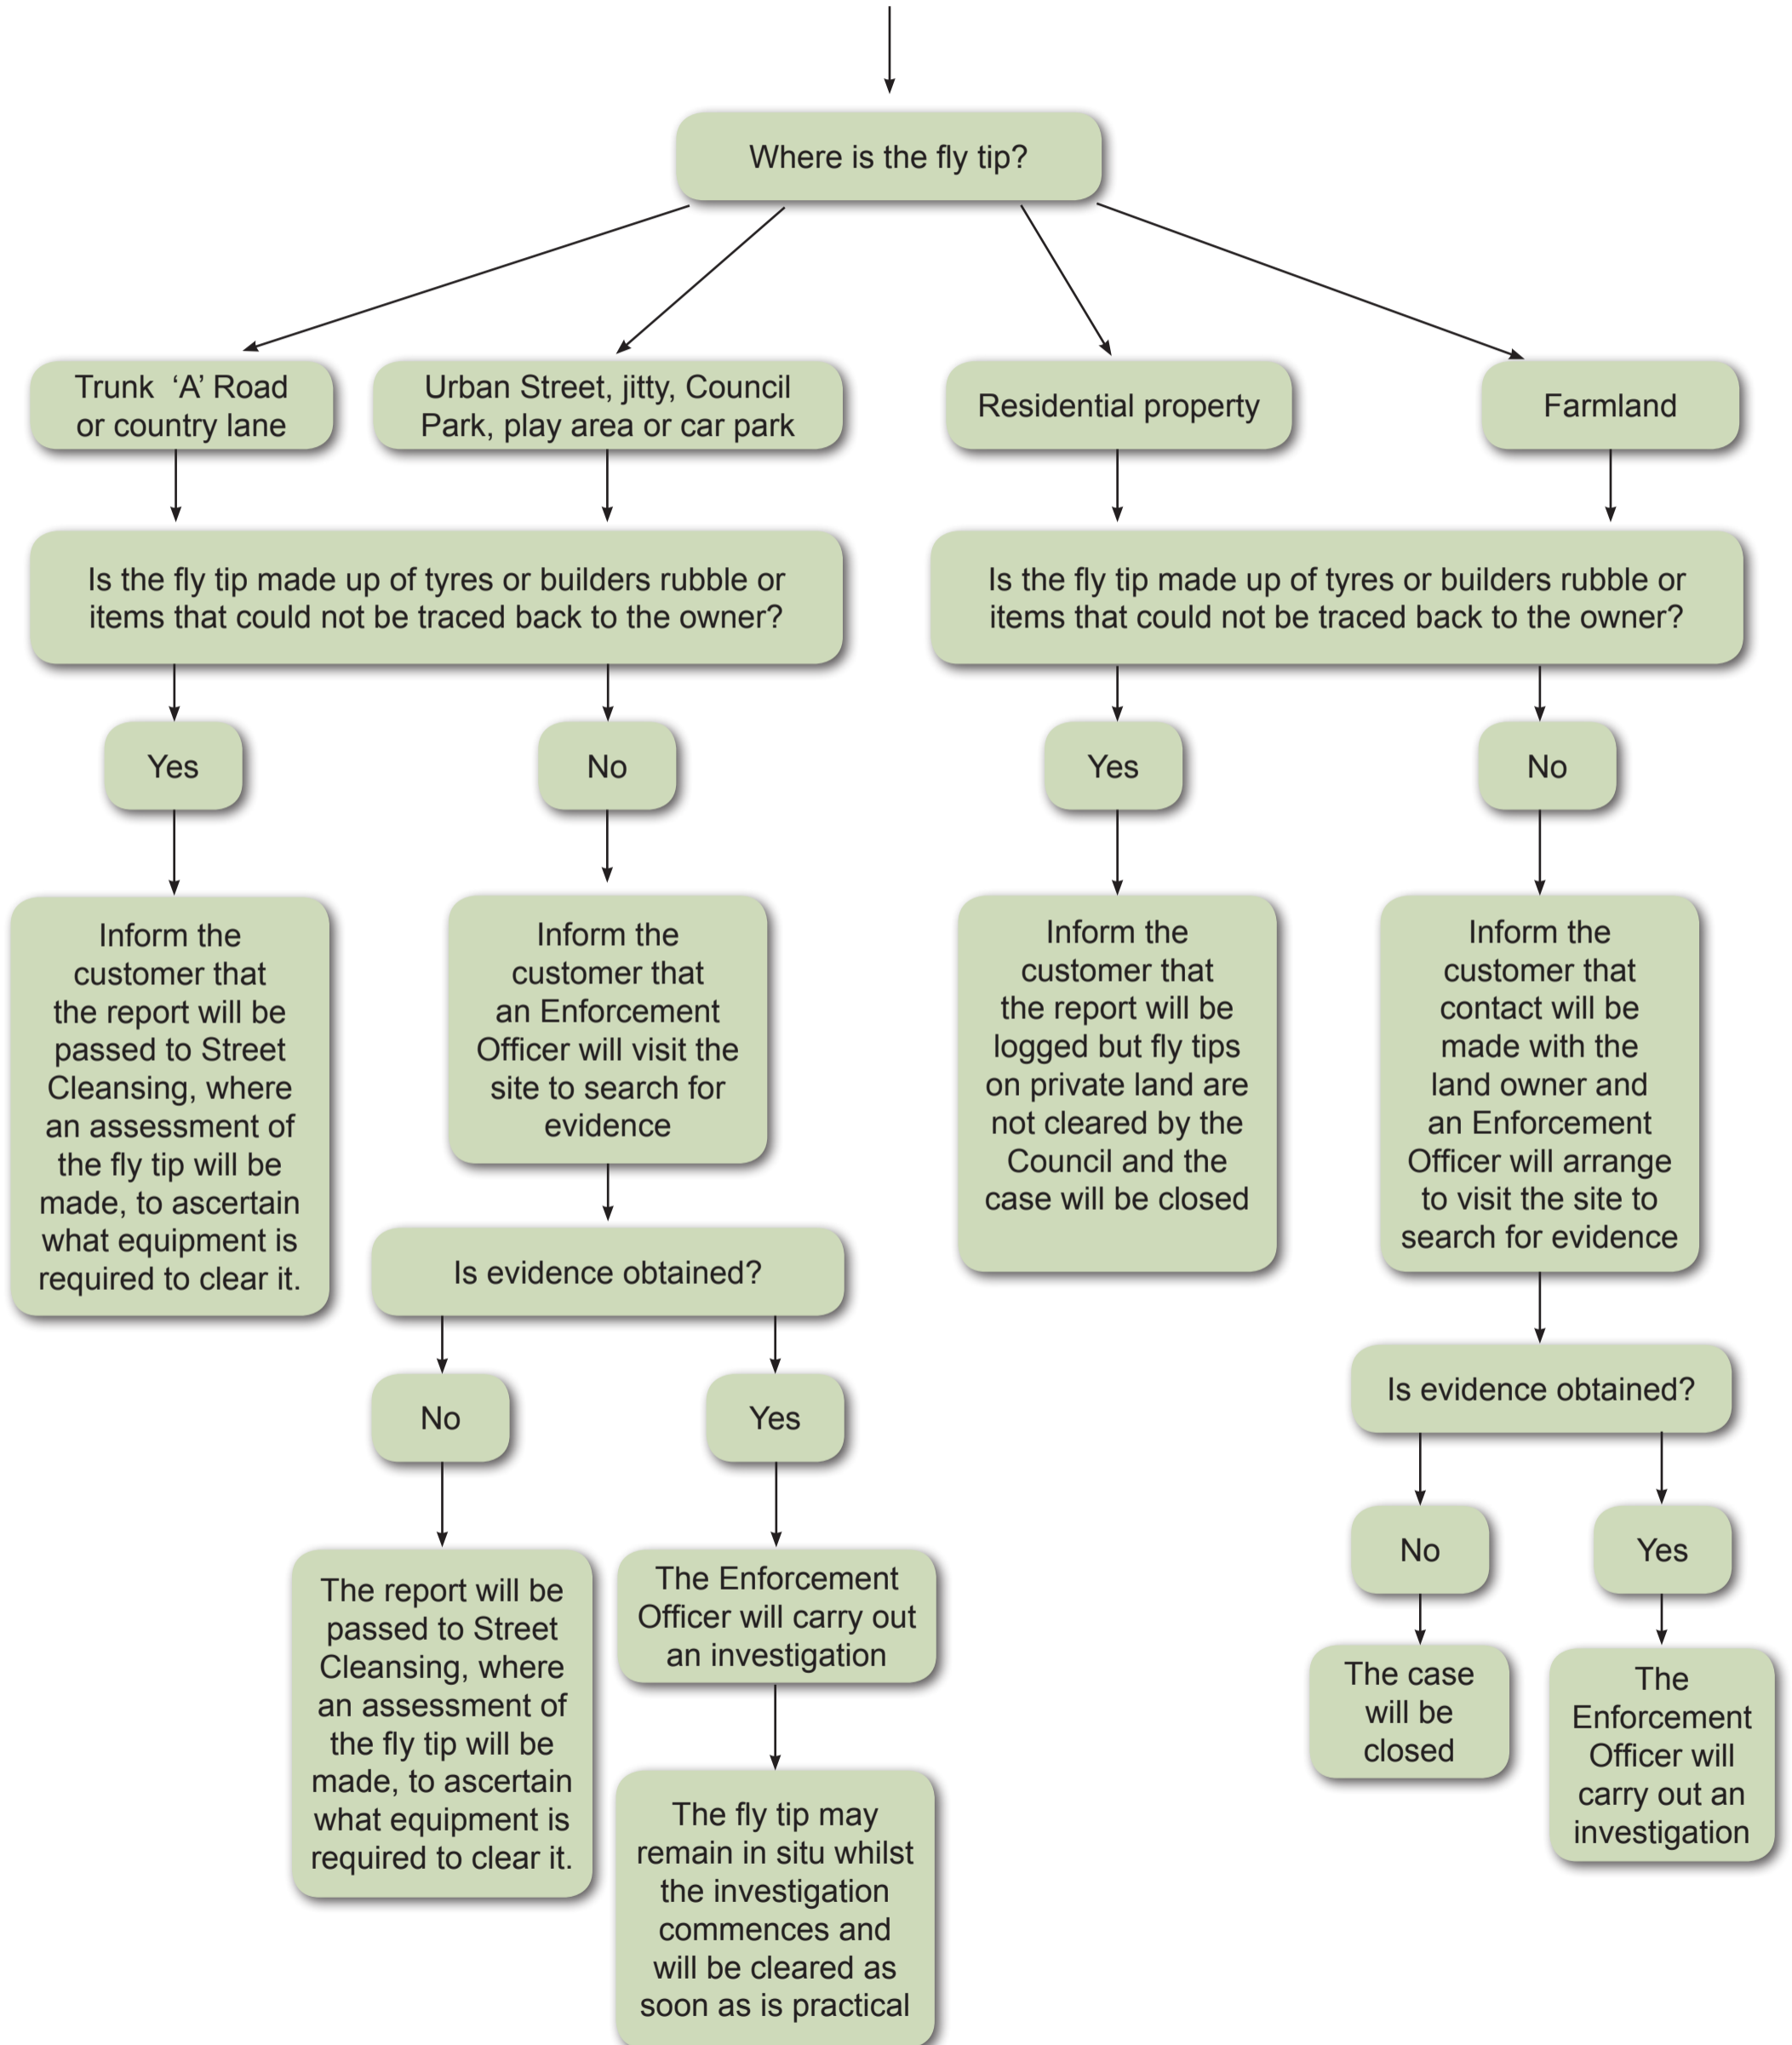 Where is the fly tip?
Trunk  ‘A’ Road
or country lane
Urban Street, jitty, Council
Park, play area or car park
Residential property
Farmland
Is the fly tip made up of tyres or builders rubble or
items that could not be traced back to the owner?
Is the fly tip made up of tyres or builders rubble or
items that could not be traced back to the owner?
Yes
No
Yes
No
Inform the
customer that
the report will be
passed to Street
Cleansing, where
an assessment of
the fly tip will be
made, to ascertain
what equipment is
required to clear it.
Inform the
customer that
an Enforcement
Officer will visit the
site to search for
evidence
Inform the
customer that
the report will be
logged but fly tips
on private land are
not cleared by the
Council and the
case will be closed
Inform the
customer that
contact will be
made with the
land owner and
an Enforcement
Officer will arrange
to visit the site to
search for evidence
Is evidence obtained?
Is evidence obtained?
No
Yes
No
Yes
The report will be
passed to Street
Cleansing, where
an assessment of
the fly tip will be
made, to ascertain
what equipment is
required to clear it.
The Enforcement
Officer will carry out
an investigation
The fly tip may
remain in situ whilst
the investigation
commences and
will be cleared as
soon as is practical
The case
will be
closed
The
Enforcement
Officer will
carry out an
investigation